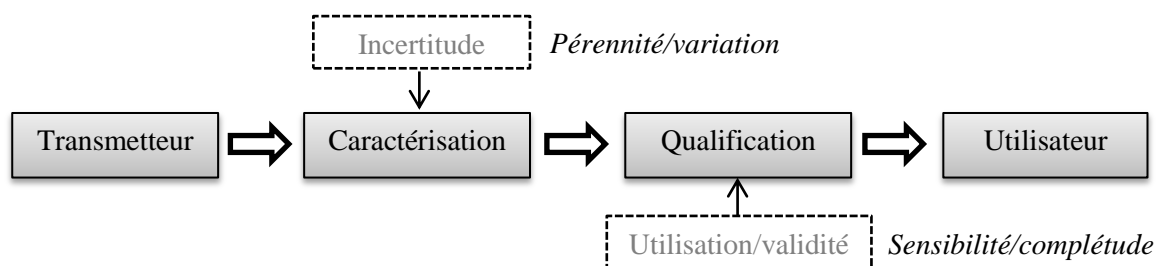 Incertitude Pérennité/variation
Transmetteur Caractérisation Qualification Utilisateur
Utilisation/validité Sensibilité/complétude